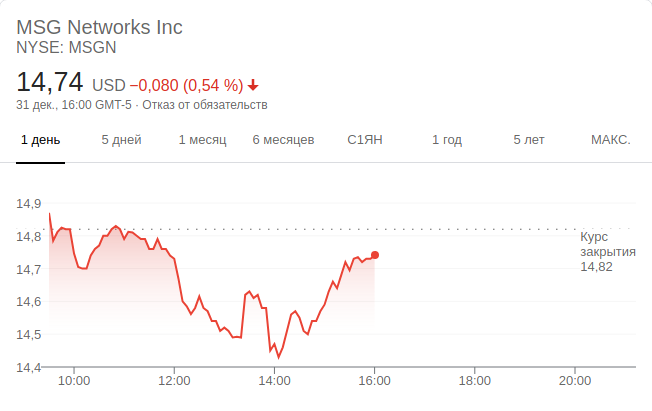 MSG Networks Inc
NYSE: MSGN
14,74 USD −0,080 (0,54 %)
31 дек., 16:00 GMT-5 · Отказ от обязательств
1 день 5 дней 1 месяц 6 месяцев С1ЯН 1 год 5 лет МАКС.
14,9
14,8
14,7
14,6
14,5
14,4
Курс
закрытия
14,82
10:00 12:00 14:00 16:00 18:00 20:00